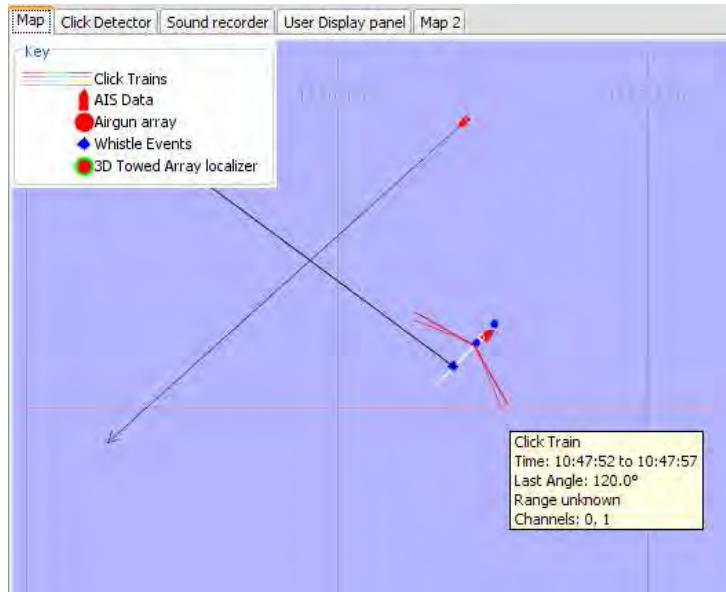 Map
Click Detector
Sound recorder
User Display panel
Map 2
Key
Click Trains
AIS Data
Airgun array
Whistle Events
3D Towed Array localizer
Click Train
Time: 10:47:52 to 10:47:57
Last Angle: 120.0°
Range unknown
Channels: 0, 1